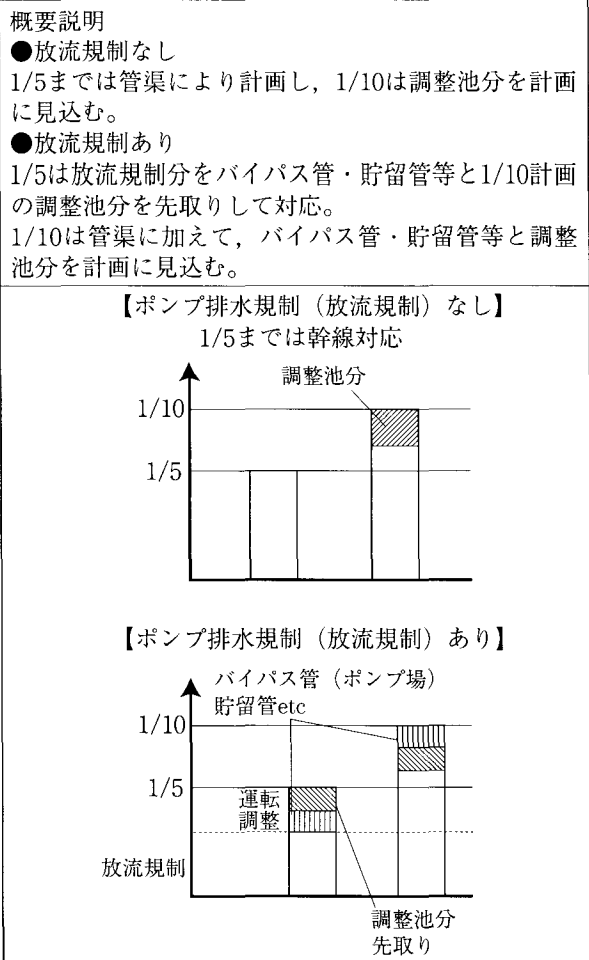 概要説明
●放流規制なし
1/5までは管渠により計画し，1/10は調整池分を計画
に見込む。
●放流規制あり
1/5は放流規制分をバイパス管・貯留管等と1/10計画
の調整池分を先取りして対応。
1/10は管渠に加えて，バイパス管・貯留管等と調整
池分を計画に見込む。
【ポンプ排水規制（放流規制）なし】
1/5までは幹線対応
調整池分
1/10
1/5
【ポンプ排水規制（放流規制）あり】
バイパス管（ポンプ場）
貯留管etc
1/10
1/5
運転
調整
放流規制
調整池分
先取り